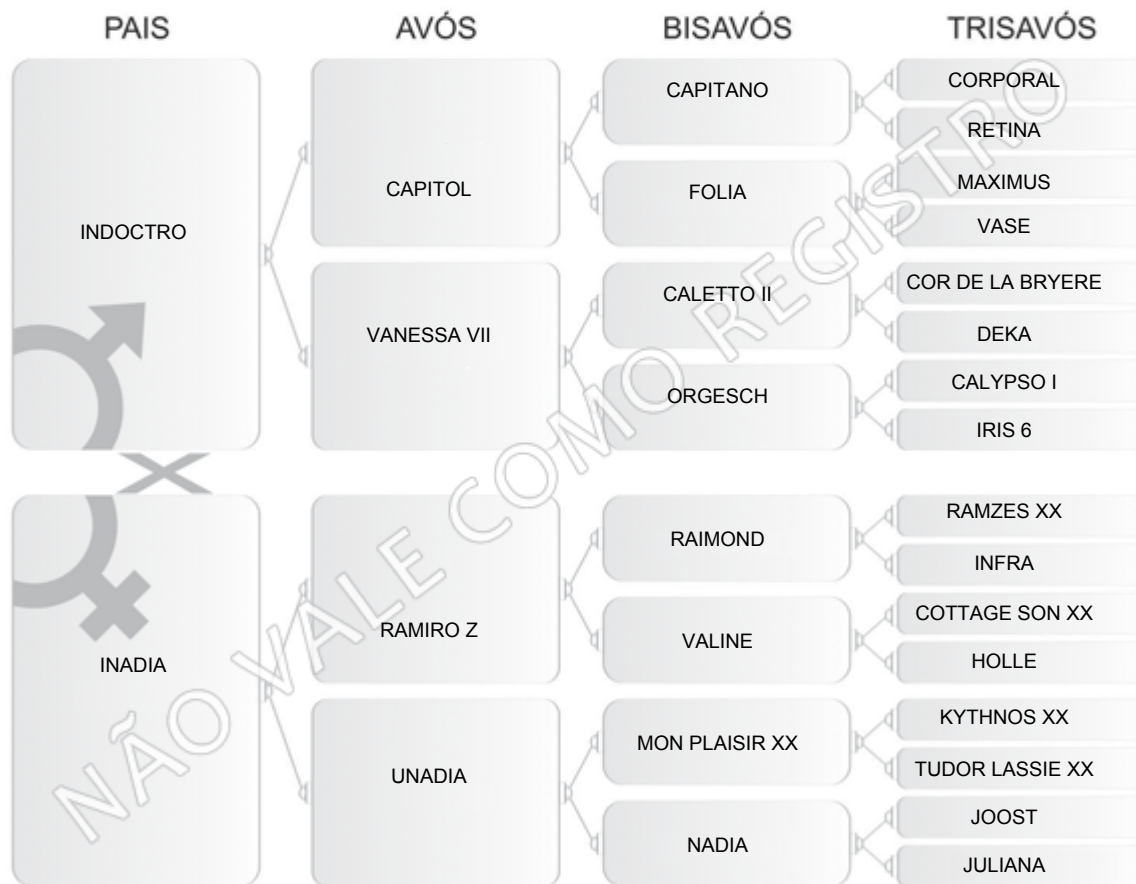 PAIS AVÓS BISAVÓS TRISAVÓS
INDOCTRO
CAPITOL
VANESSA VII
CAPITANO
FOLIA
CALETTO II
ORGESCH
CORPORAL
RETINA
MAXIMUS
VASE
COR DE LA BRYERE
DEKA
CALYPSO I
IRIS 6
INADIA
RAMIRO Z
UNADIA
RAIMOND
VALINE
MON PLAISIR XX
NADIA
RAMZES XX
INFRA
COTTAGE SON XX
HOLLE
KYTHNOS XX
TUDOR LASSIE XX
JOOST
JULIANA
NÃO VALE COMO REGISTRO